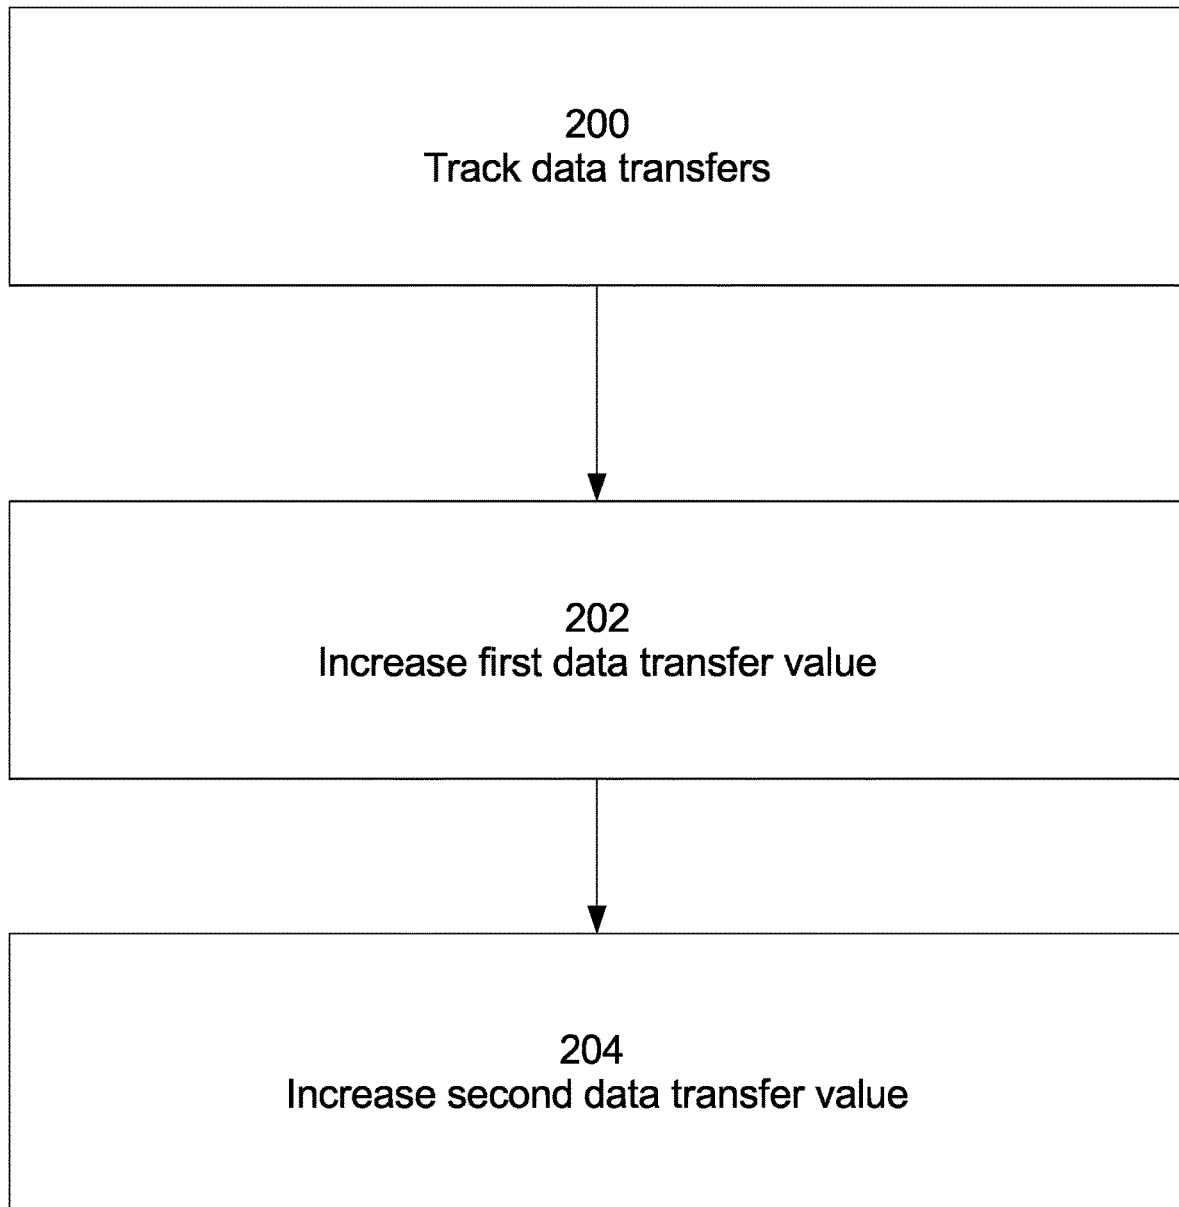 200
Track data transfers
202
Increase first data transfer value
204
Increase second data transfer value